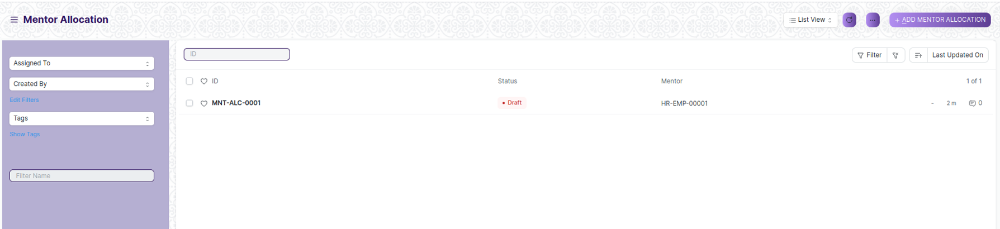 Mentor Allocation
List View
...
+ ADD MENTOR ALLOCATION
Assigned To
Created By
Edit Filters
Tags
Show Tags
Filter Name
ID
Filter
Last Updated On
ID Status Mentor 1 of 1
MNT-ALC-0001 • Draft HR-EMP-00001 - 2 m 0